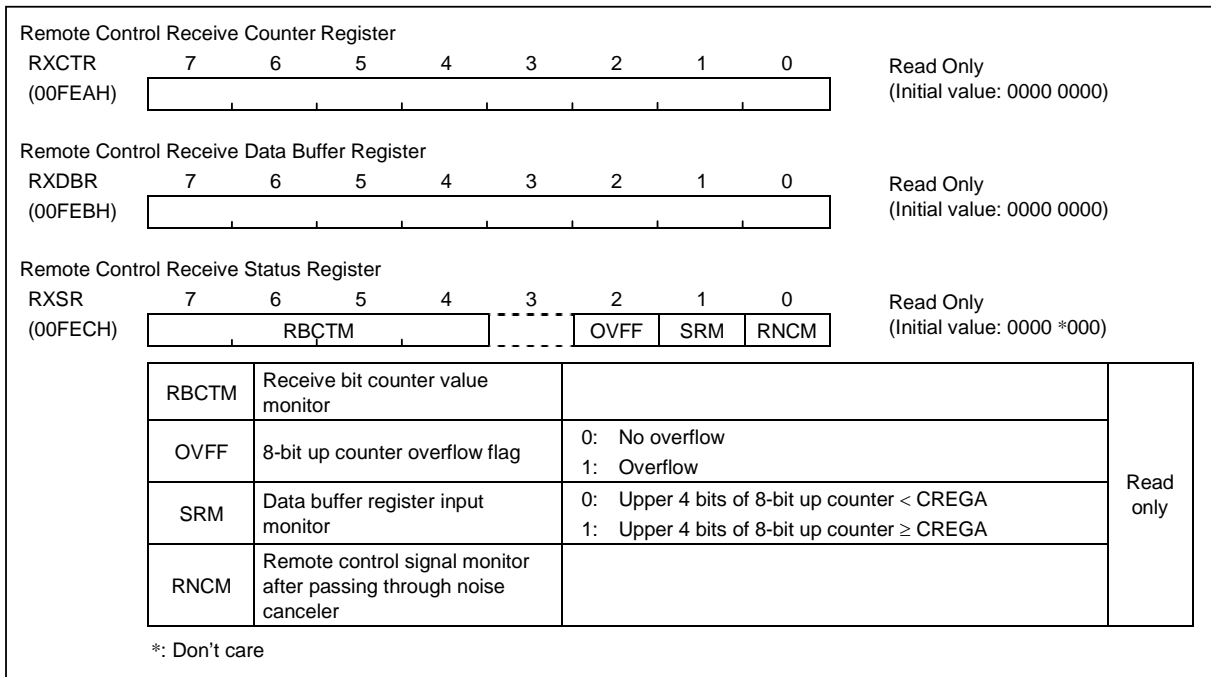 Remote Control Receive Counter Register
RXCTR 7 6 5 4 3 2 1 0 Read Only
(00FEAH) (Initial value: 0000 0000)
Remote Control Receive Data Buffer Register
RXDBR 7 6 5 4 3 2 1 0 Read Only
(00FEBH) (Initial value: 0000 0000)
Remote Control Receive Status Register
RXSR 7 6 5 4 3 2 1 0 Read Only
(00FECH) RBCTM OVFF SRM RNCM (Initial value: 0000 *000)
RBCTM Receive bit counter value
monitor
OVFF 8-bit up counter overflow flag
0: No overflow
1: Overflow
SRM Data buffer register input
monitor
0: Upper 4 bits of 8-bit up counter < CREGA
1: Upper 4 bits of 8-bit up counter ≥ CREGA
RNCM Remote control signal monitor
after passing through noise
canceler
Read
only
*: Don't care